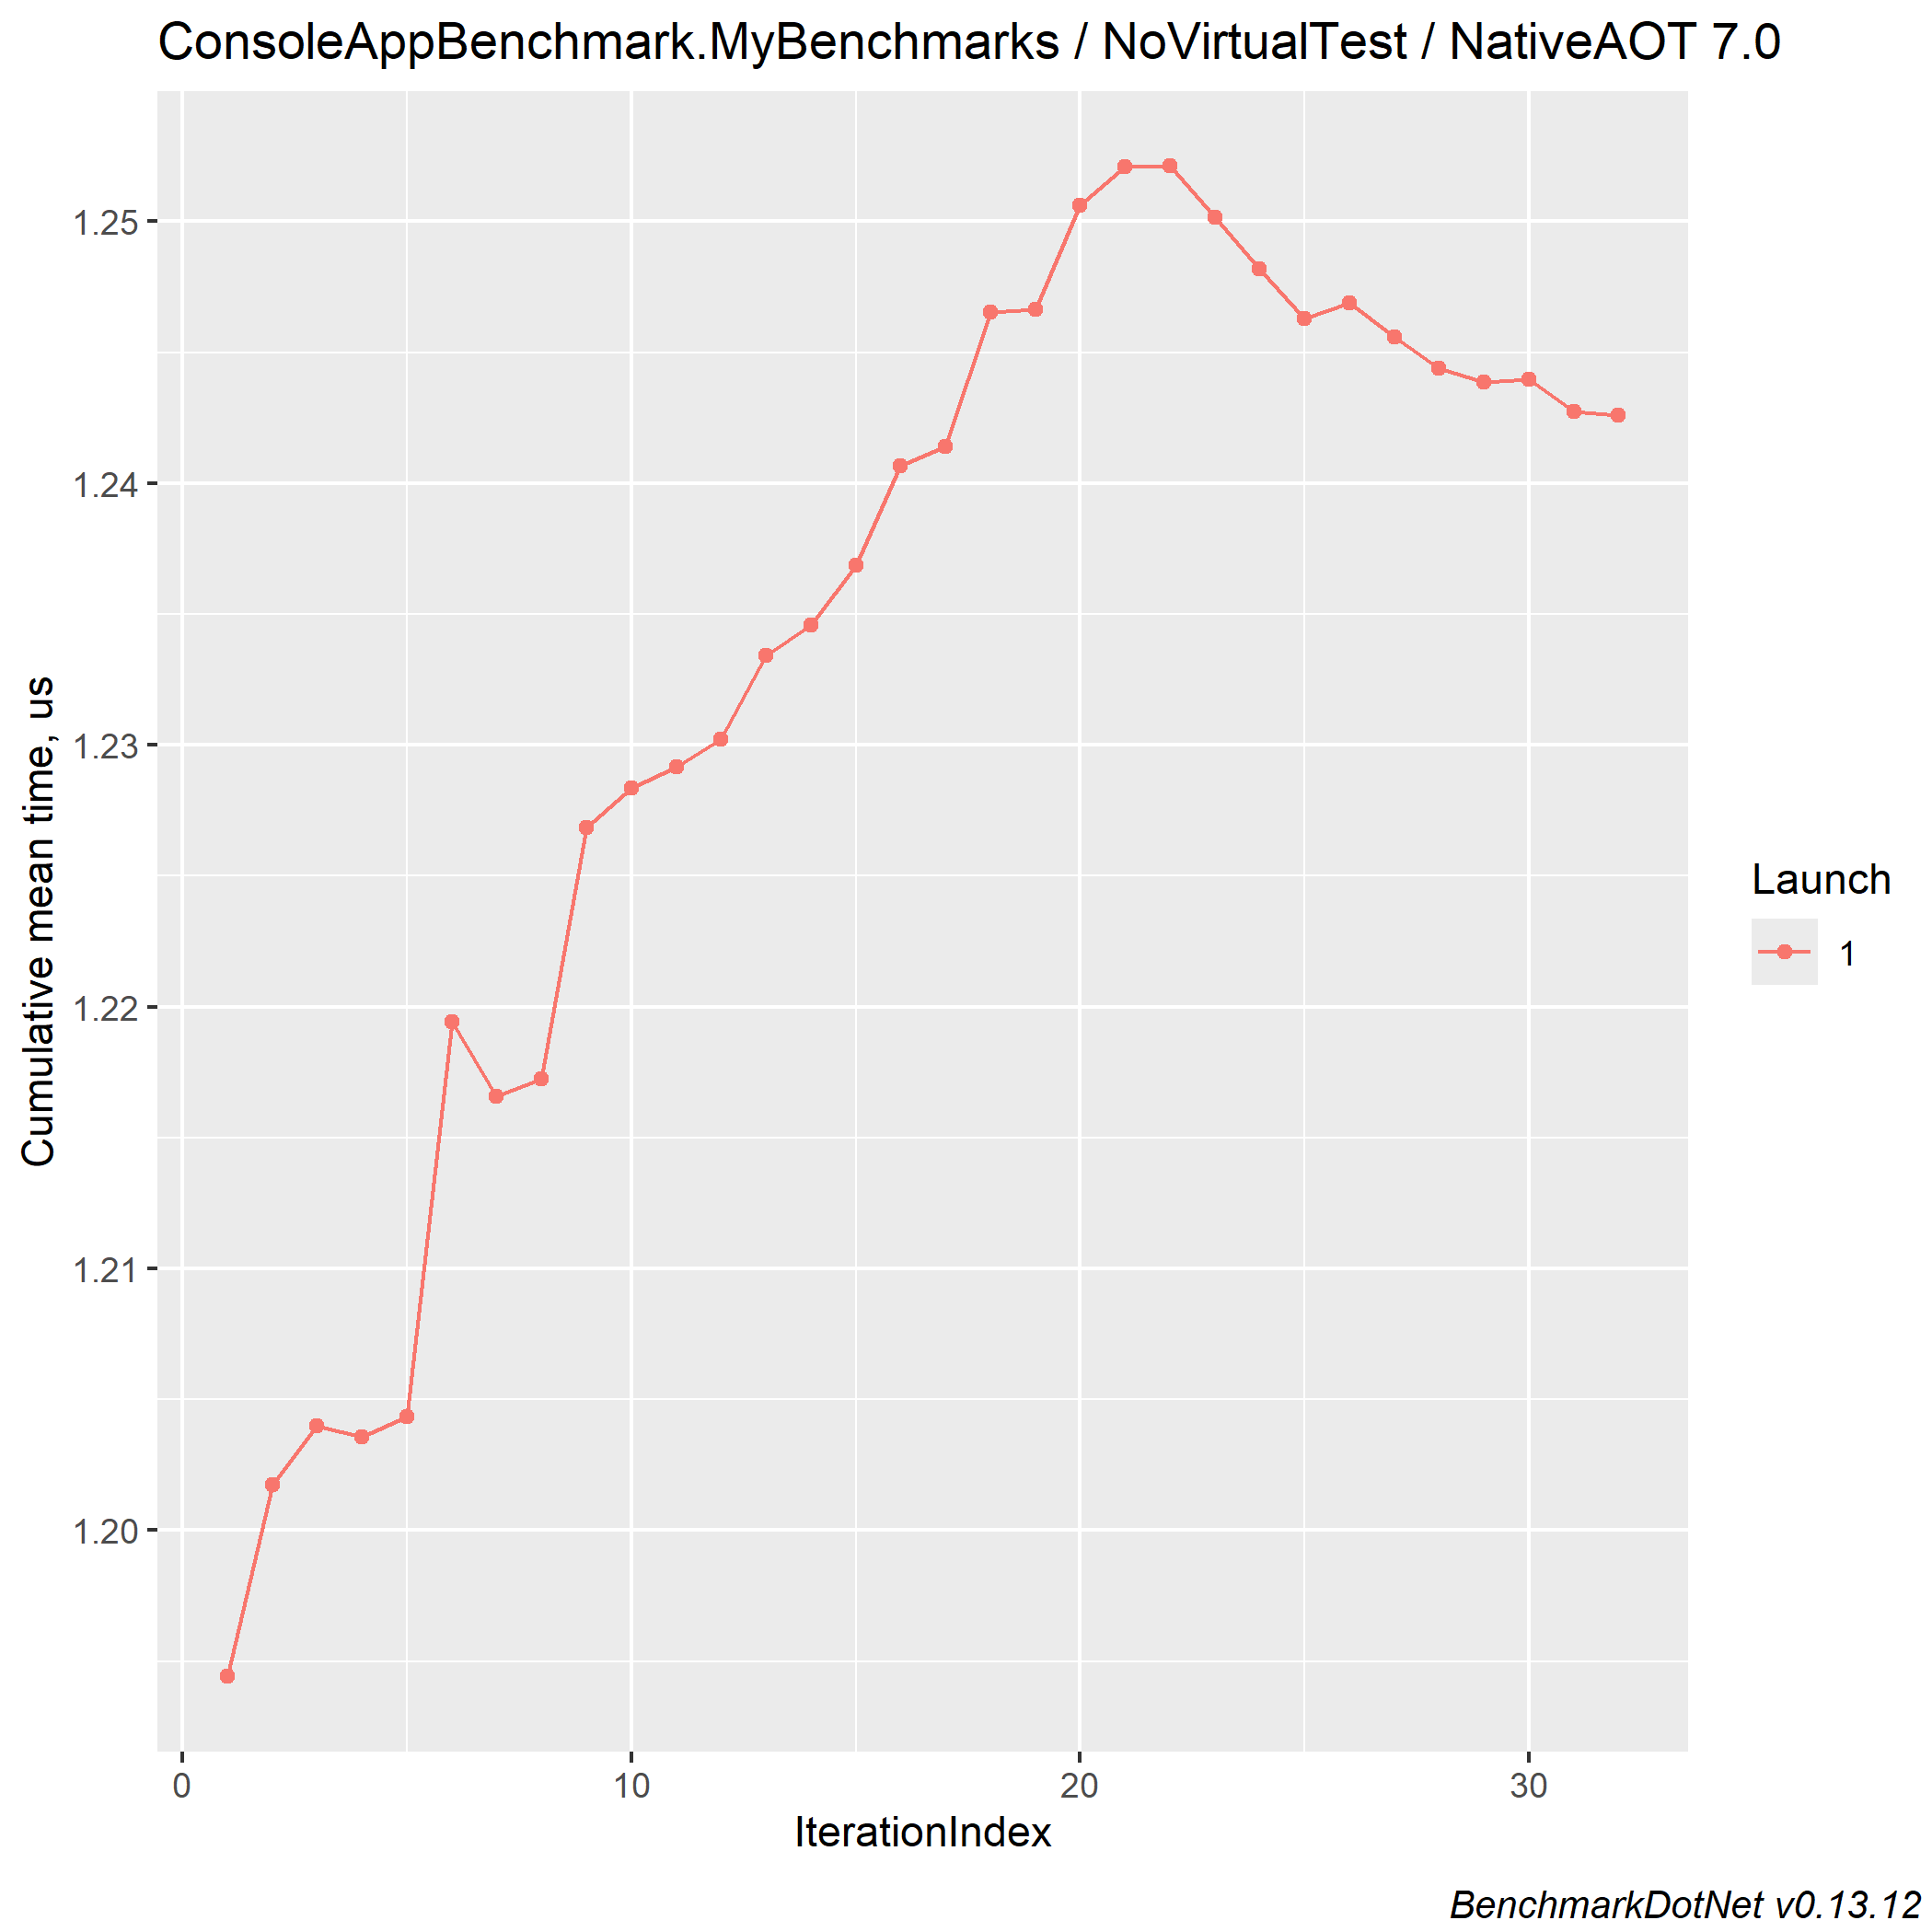 ConsoleAppBenchmark.MyBenchmarks / NoVirtualTest / NativeAOT 7.0
Cumulative mean time, us
1.25
1.24
1.23
1.22
1.21
1.20
0
10
20
30
IterationIndex
Launch
1
BenchmarkDotNet v0.13.12